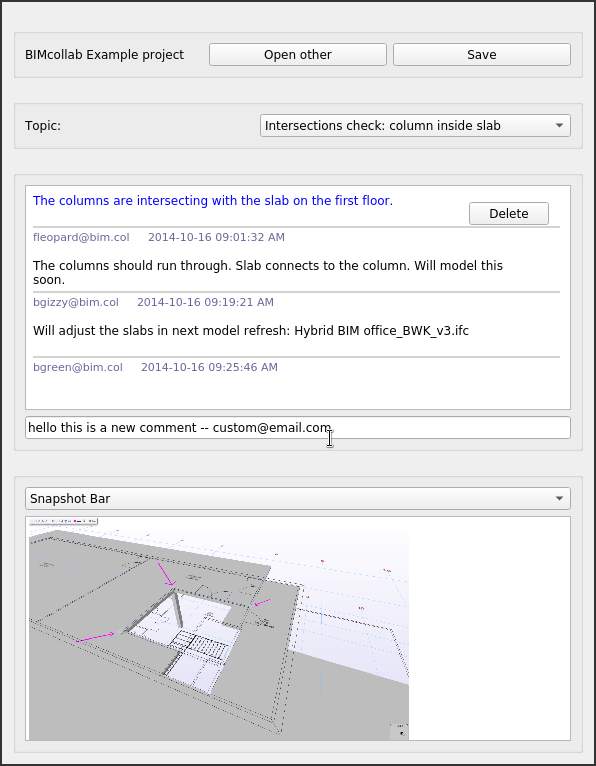 BIMcollab Example project
Open other
Save
Topic:
Intersections check: column inside slab
The columns are intersecting with the slab on the first floor.
Delete
fleopard@bim.col 2014-10-16 09:01:32 AM
The columns should run through. Slab connects to the column. Will model this
soon.
bgizzy@bim.col 2014-10-16 09:19:21 AM
Will adjust the slabs in next model refresh: Hybrid BIM office_BWK_v3.ifc
bgreen@bim.col 2014-10-16 09:25:46 AM
hello this is a new comment -- custom@email.com
Snapshot Bar